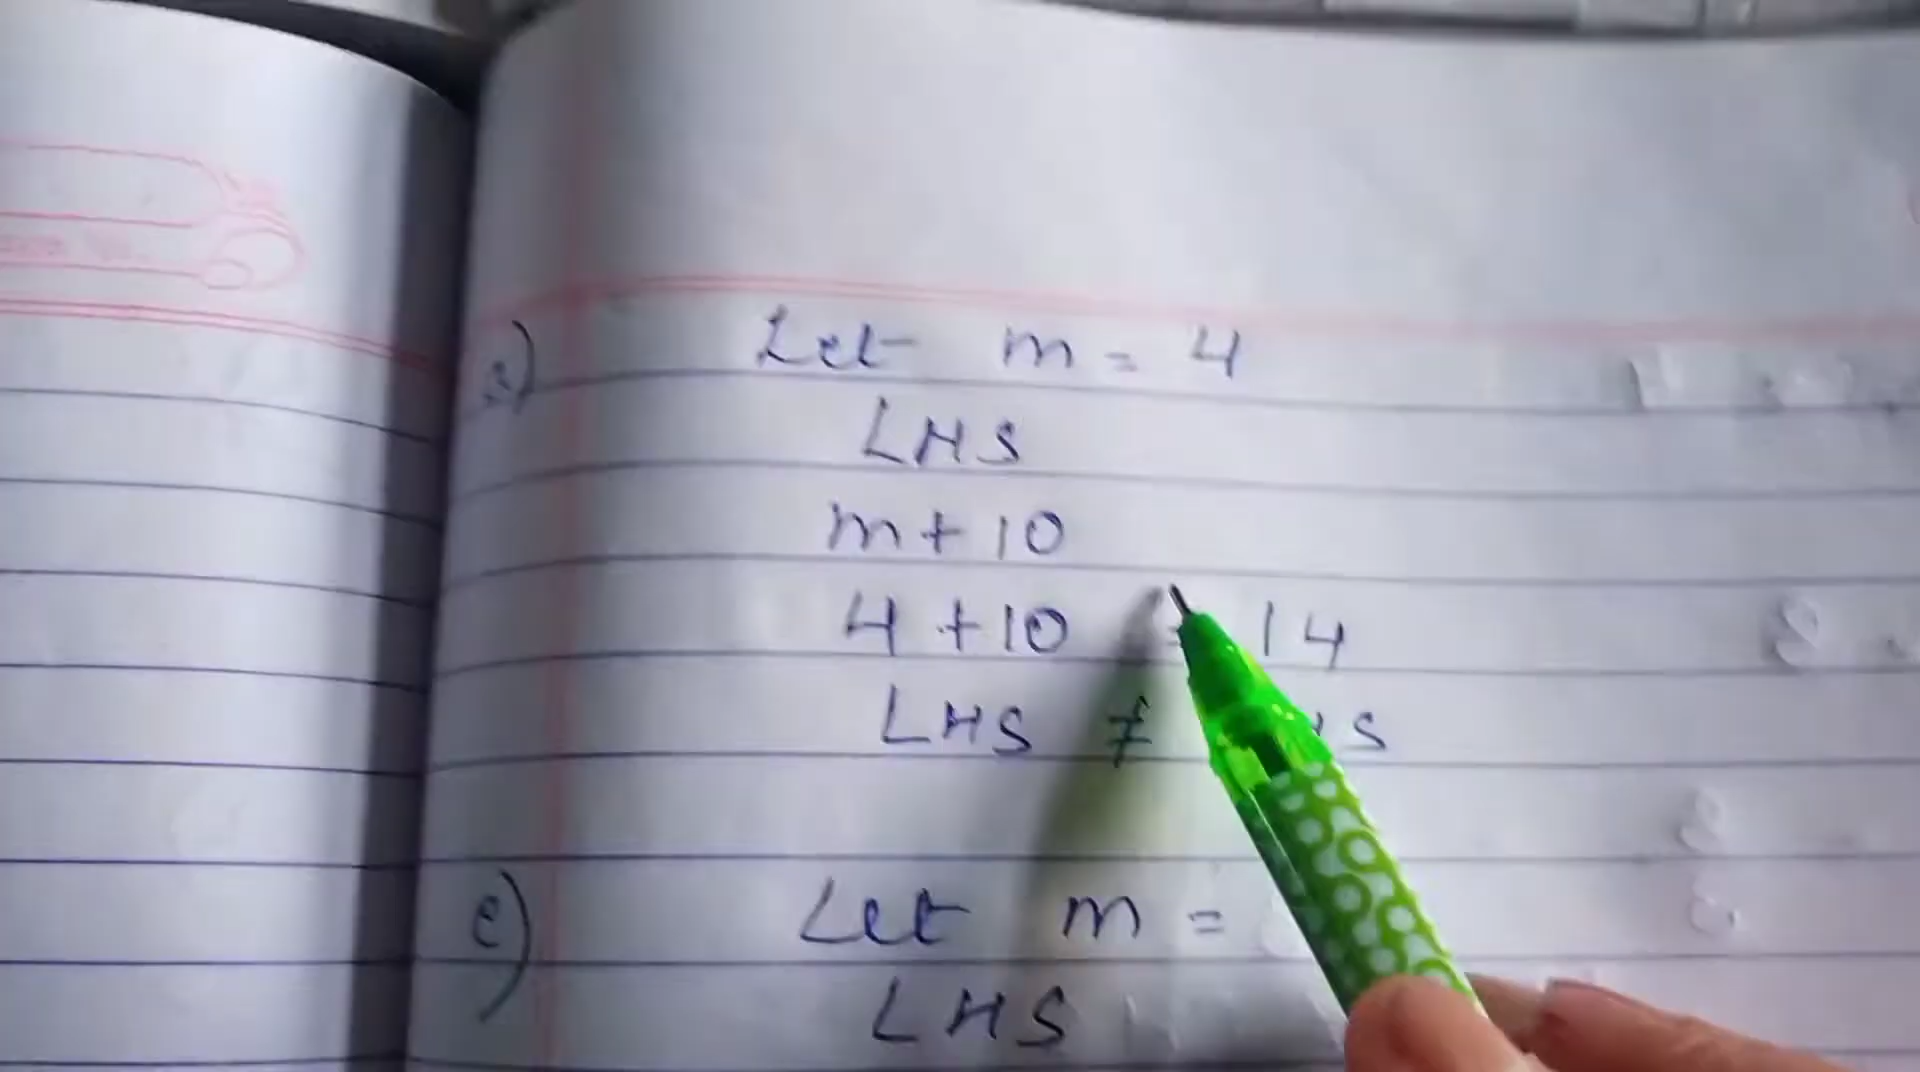 Let m = 4
LHS
m + 10
4 + 10 = 14
LHS ≠
e) Let m =
LHS